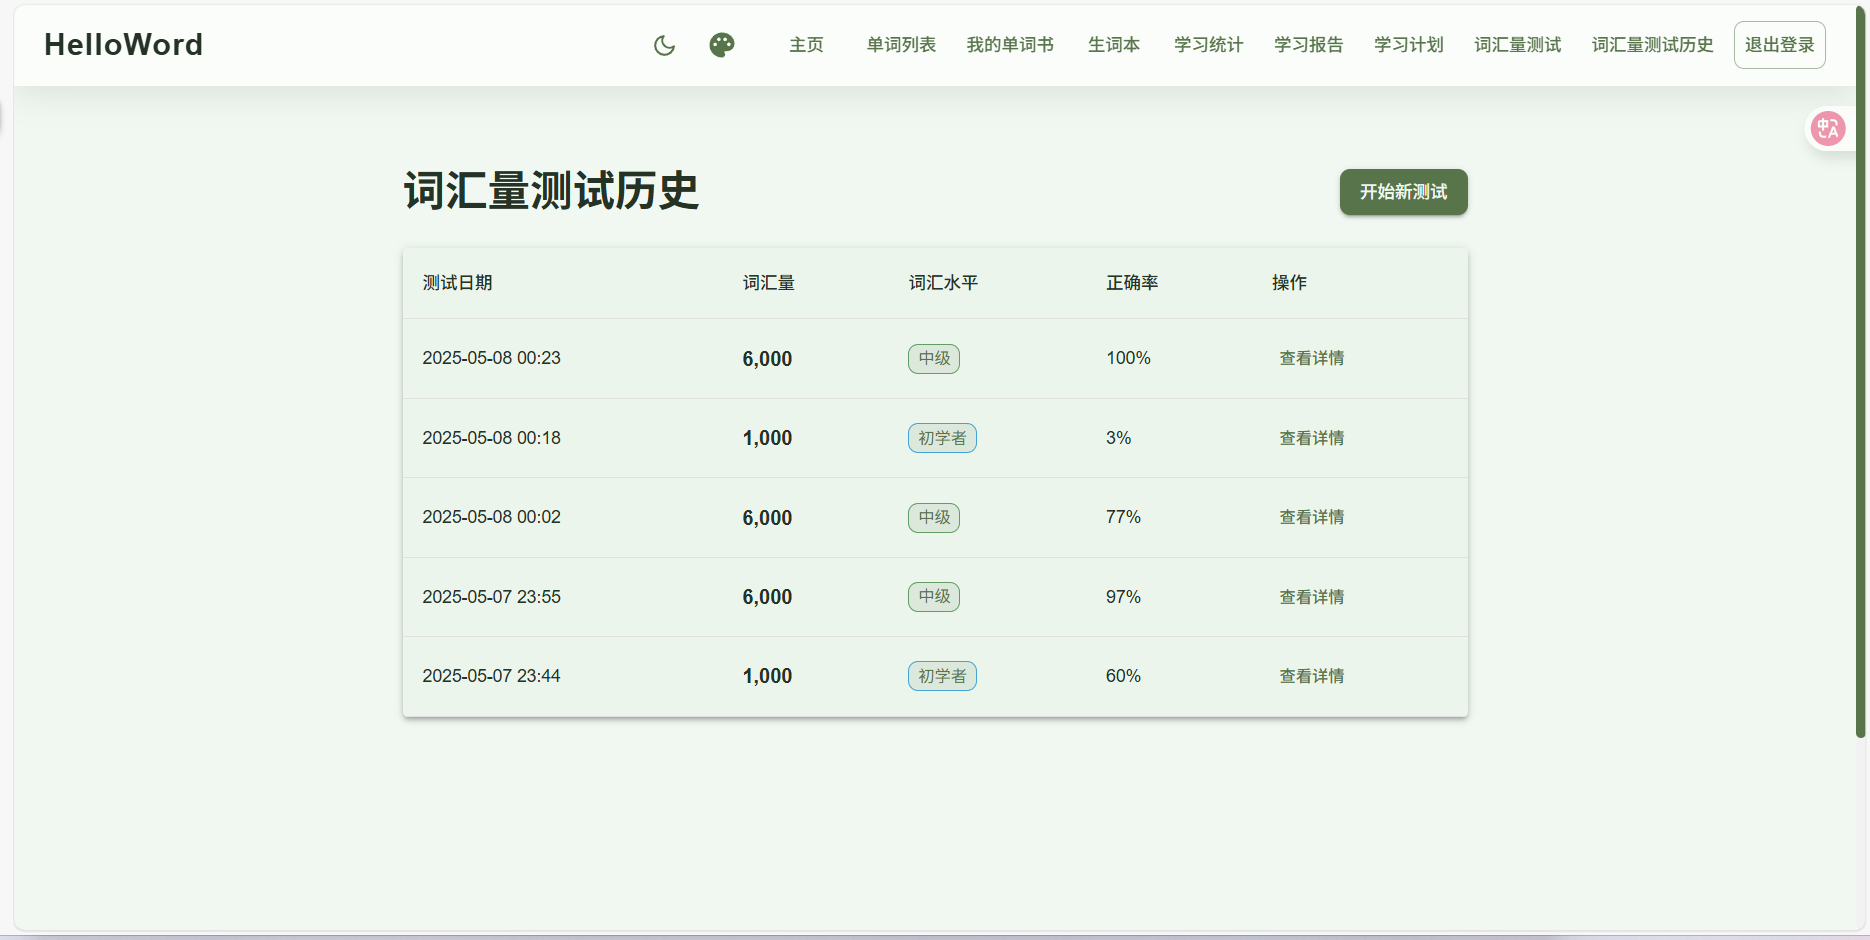 HelloWord 主页 单词列表 我的单词书 生词本 学习统计 学习报告 学习计划 词汇量测试 词汇量测试历史 退出登录
词汇量测试历史 开始新测试
测试日期 词汇量 词汇水平 正确率 操作
2025-05-08 00:23 6,000 中级 100% 查看详情
2025-05-08 00:18 1,000 初学者 3% 查看详情
2025-05-08 00:02 6,000 中级 77% 查看详情
2025-05-07 23:55 6,000 中级 97% 查看详情
2025-05-07 23:44 1,000 初学者 60% 查看详情